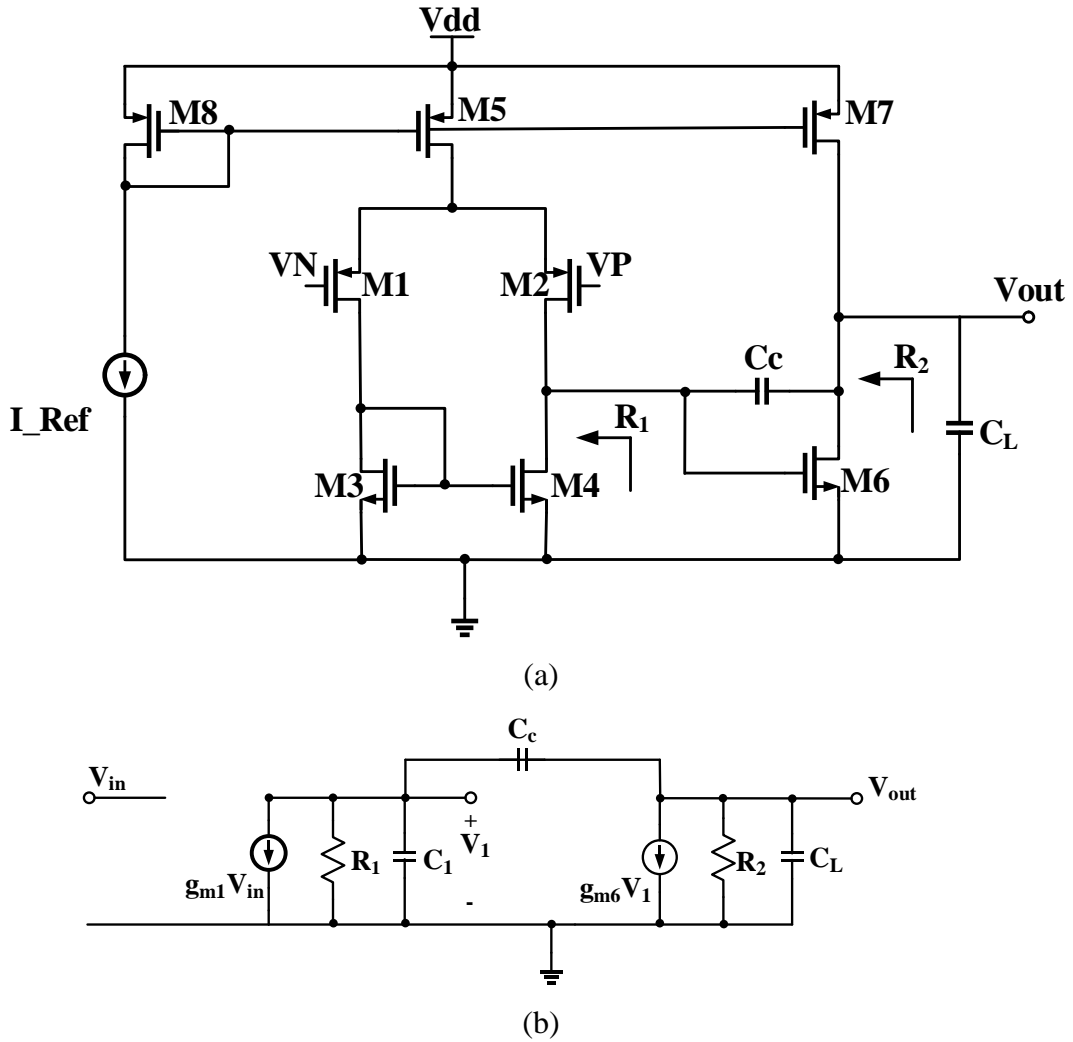 Vdd
M8
M5
M7
VN
M1
M2
VP
Vout
I_Ref
Cc
R2
R1
CL
M3
M4
M6
(a)
Cc
Vin
Vout
+
V1
-
gm1Vin
R1
C1
gm6V1
R2
CL
(b)